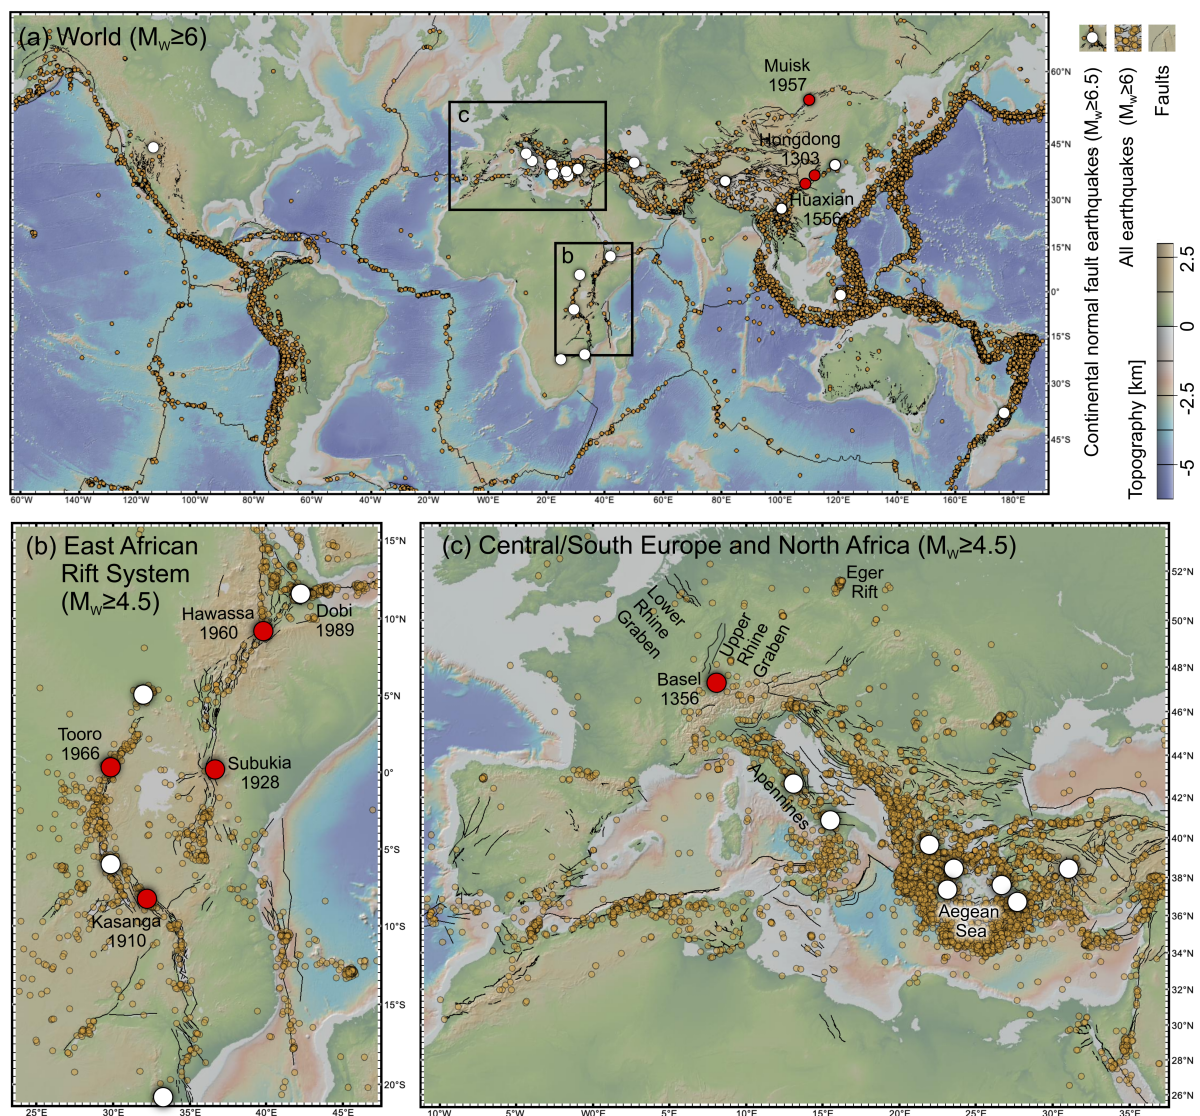 (a) World (Mw≥6)
Muisk
1957
Hongdong
1303
Huaxian
1556
c
b
60°N
45°N
30°N
15°N
0°
15°S
30°S
45°S
60°W
180°W
160°W
140°W
120°W
100°W
80°W
60°W
40°W
20°W
W0°E
20°E
40°E
60°E
80°E
100°E
120°E
140°E
160°E
180°E
Continental normal fault earthquakes (Mw≥6.5)
All earthquakes (Mw≥6)
Faults
Topography [km]
2.5
0
-2.5
-5
(b) East African
Rift System
(Mw≥4.5)
Hawassa
1960
Dobi
1989
Tooro
1966
Subukia
1928
Kasanga
1910
15°N
10°N
5°N
0°
5°S
10°S
15°S
20°S
25°E
30°E
35°E
40°E
45°E
(c) Central/South Europe and North Africa (Mw≥4.5)
Eger
Rift
Lower
Rhine
Graben
Upper
Rhine
Graben
Basel
1356
Apennines
Aegean
Sea
52°N
50°N
48°N
46°N
44°N
42°N
40°N
38°N
36°N
34°N
32°N
30°N
28°N
26°N
10°W
5°W
W0°E
5°E
10°E
15°E
20°E
25°E
30°E
35°E